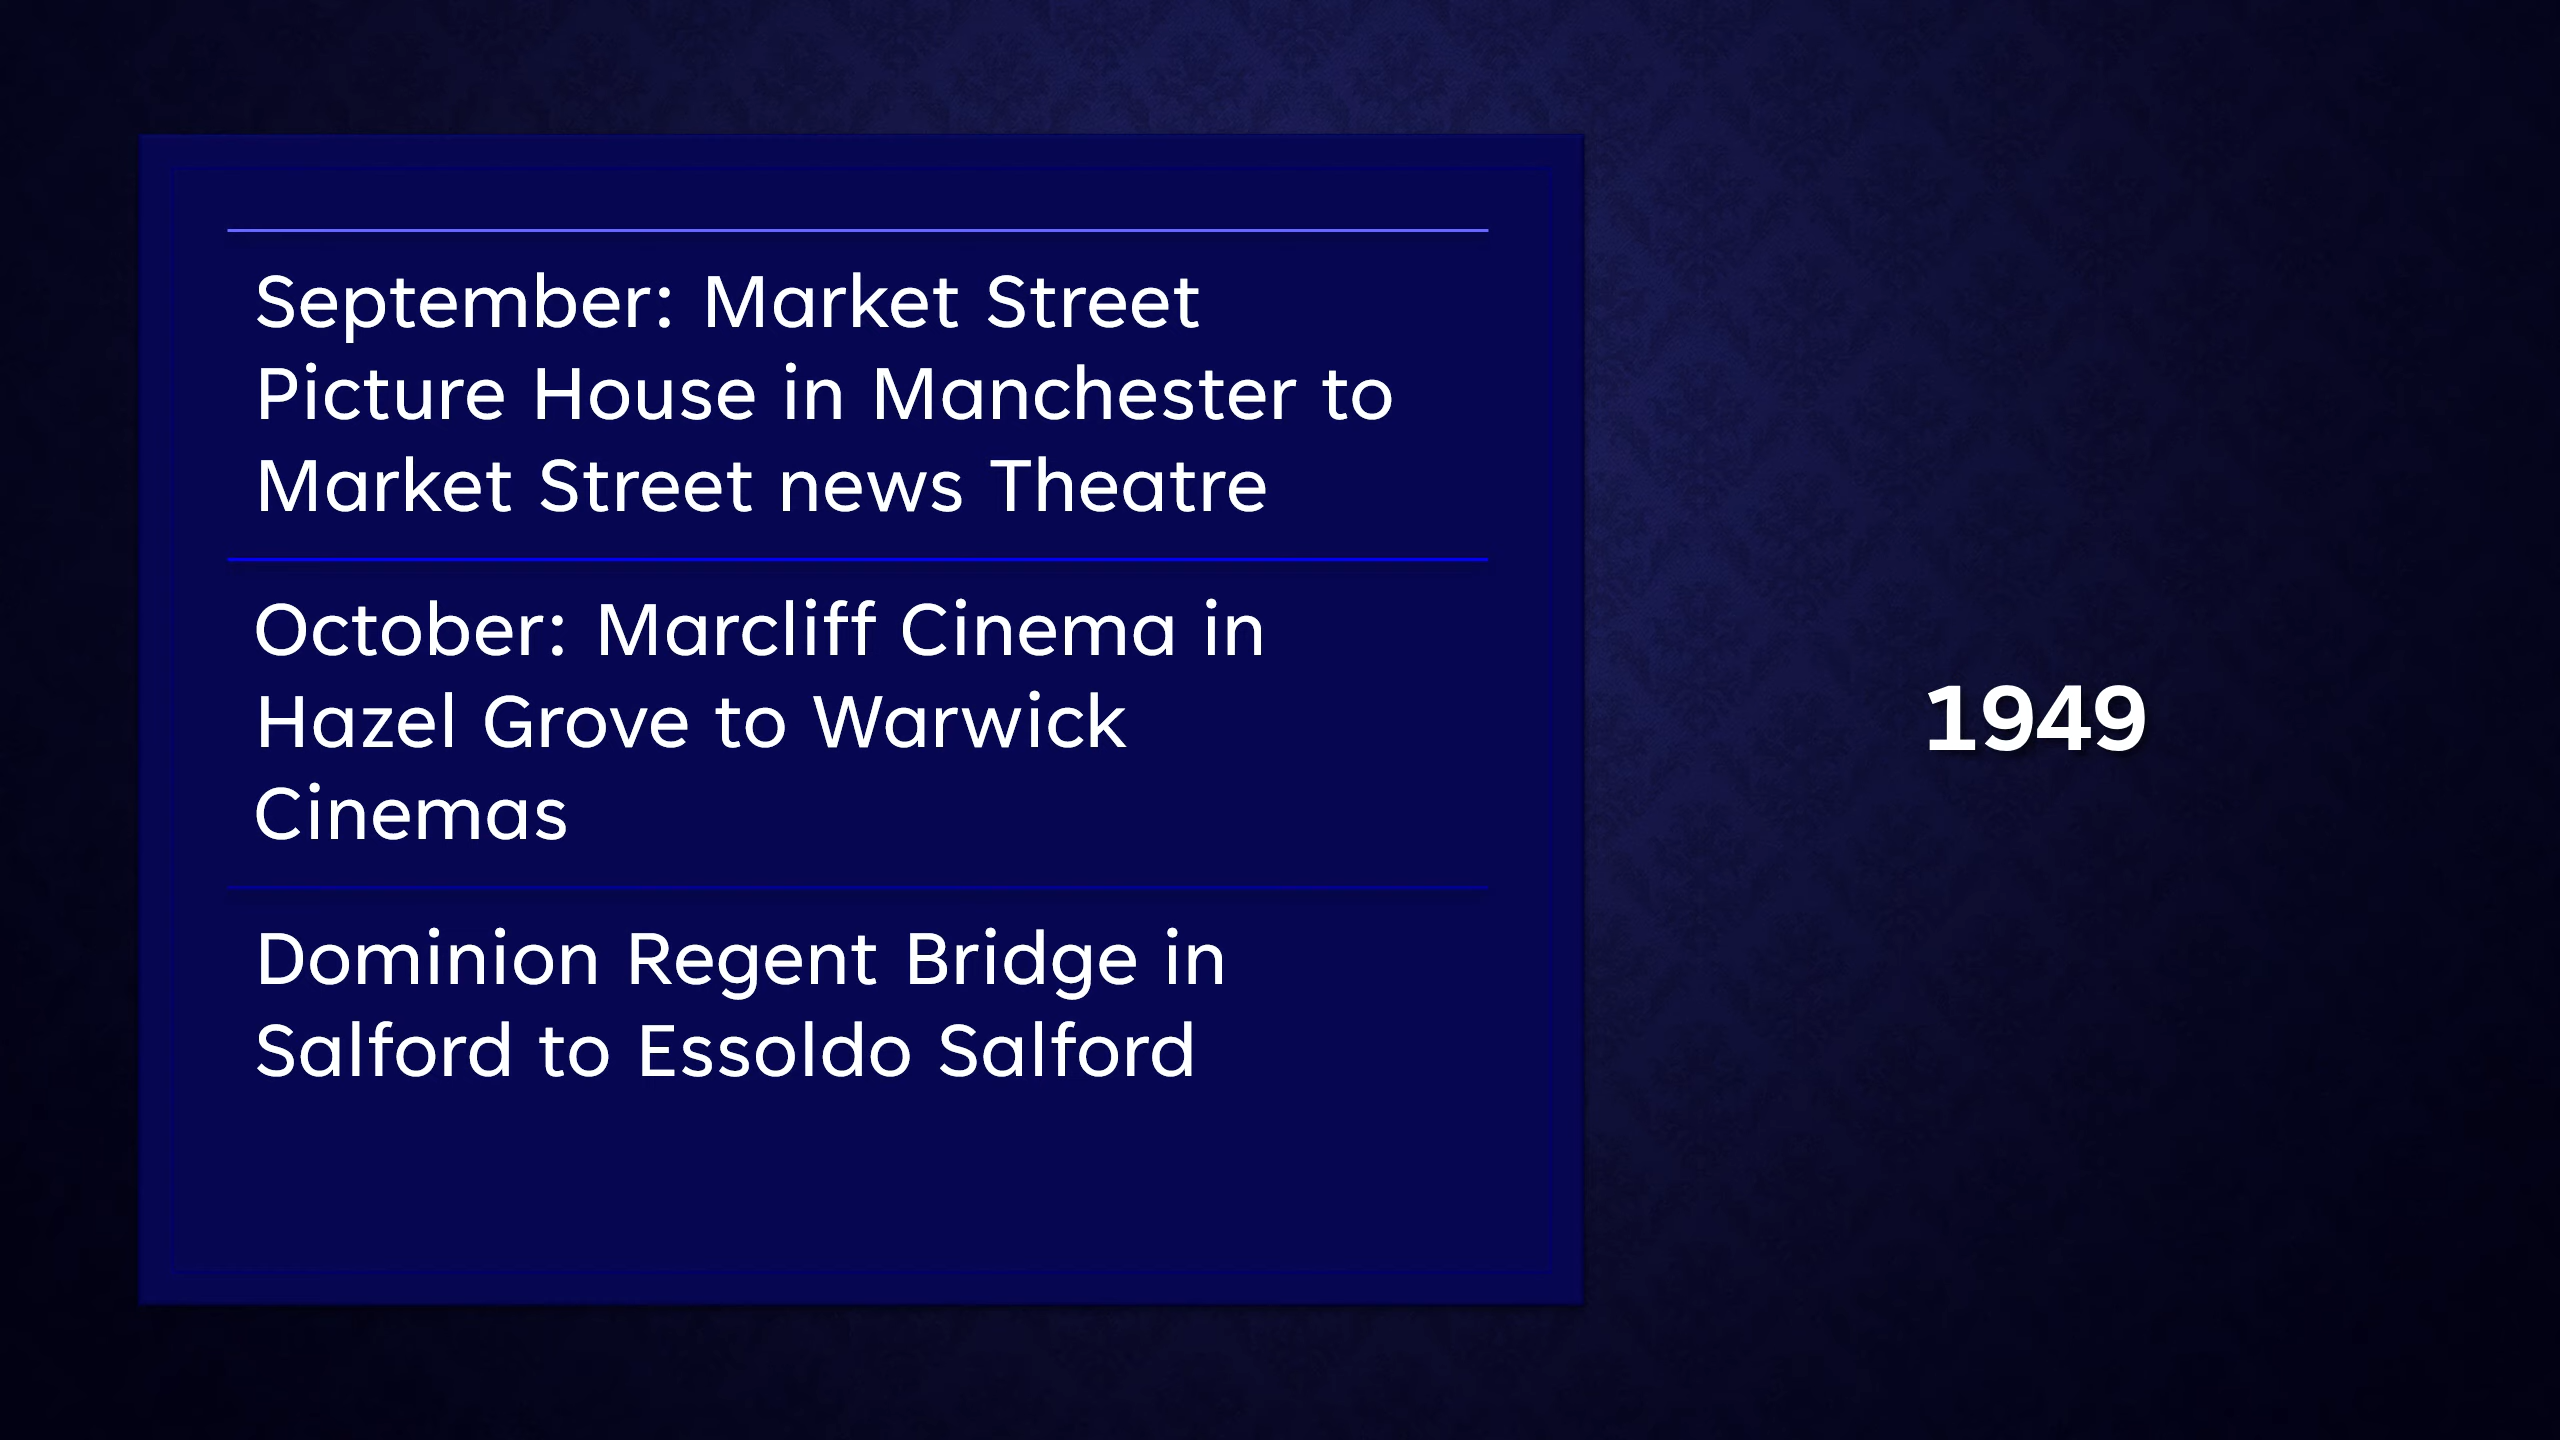 September: Market Street
Picture House in Manchester to
Market Street news Theatre
October: Marcliff Cinema in
Hazel Grove to Warwick
Cinemas
Dominion Regent Bridge in
Salford to Essoldo Salford
1949